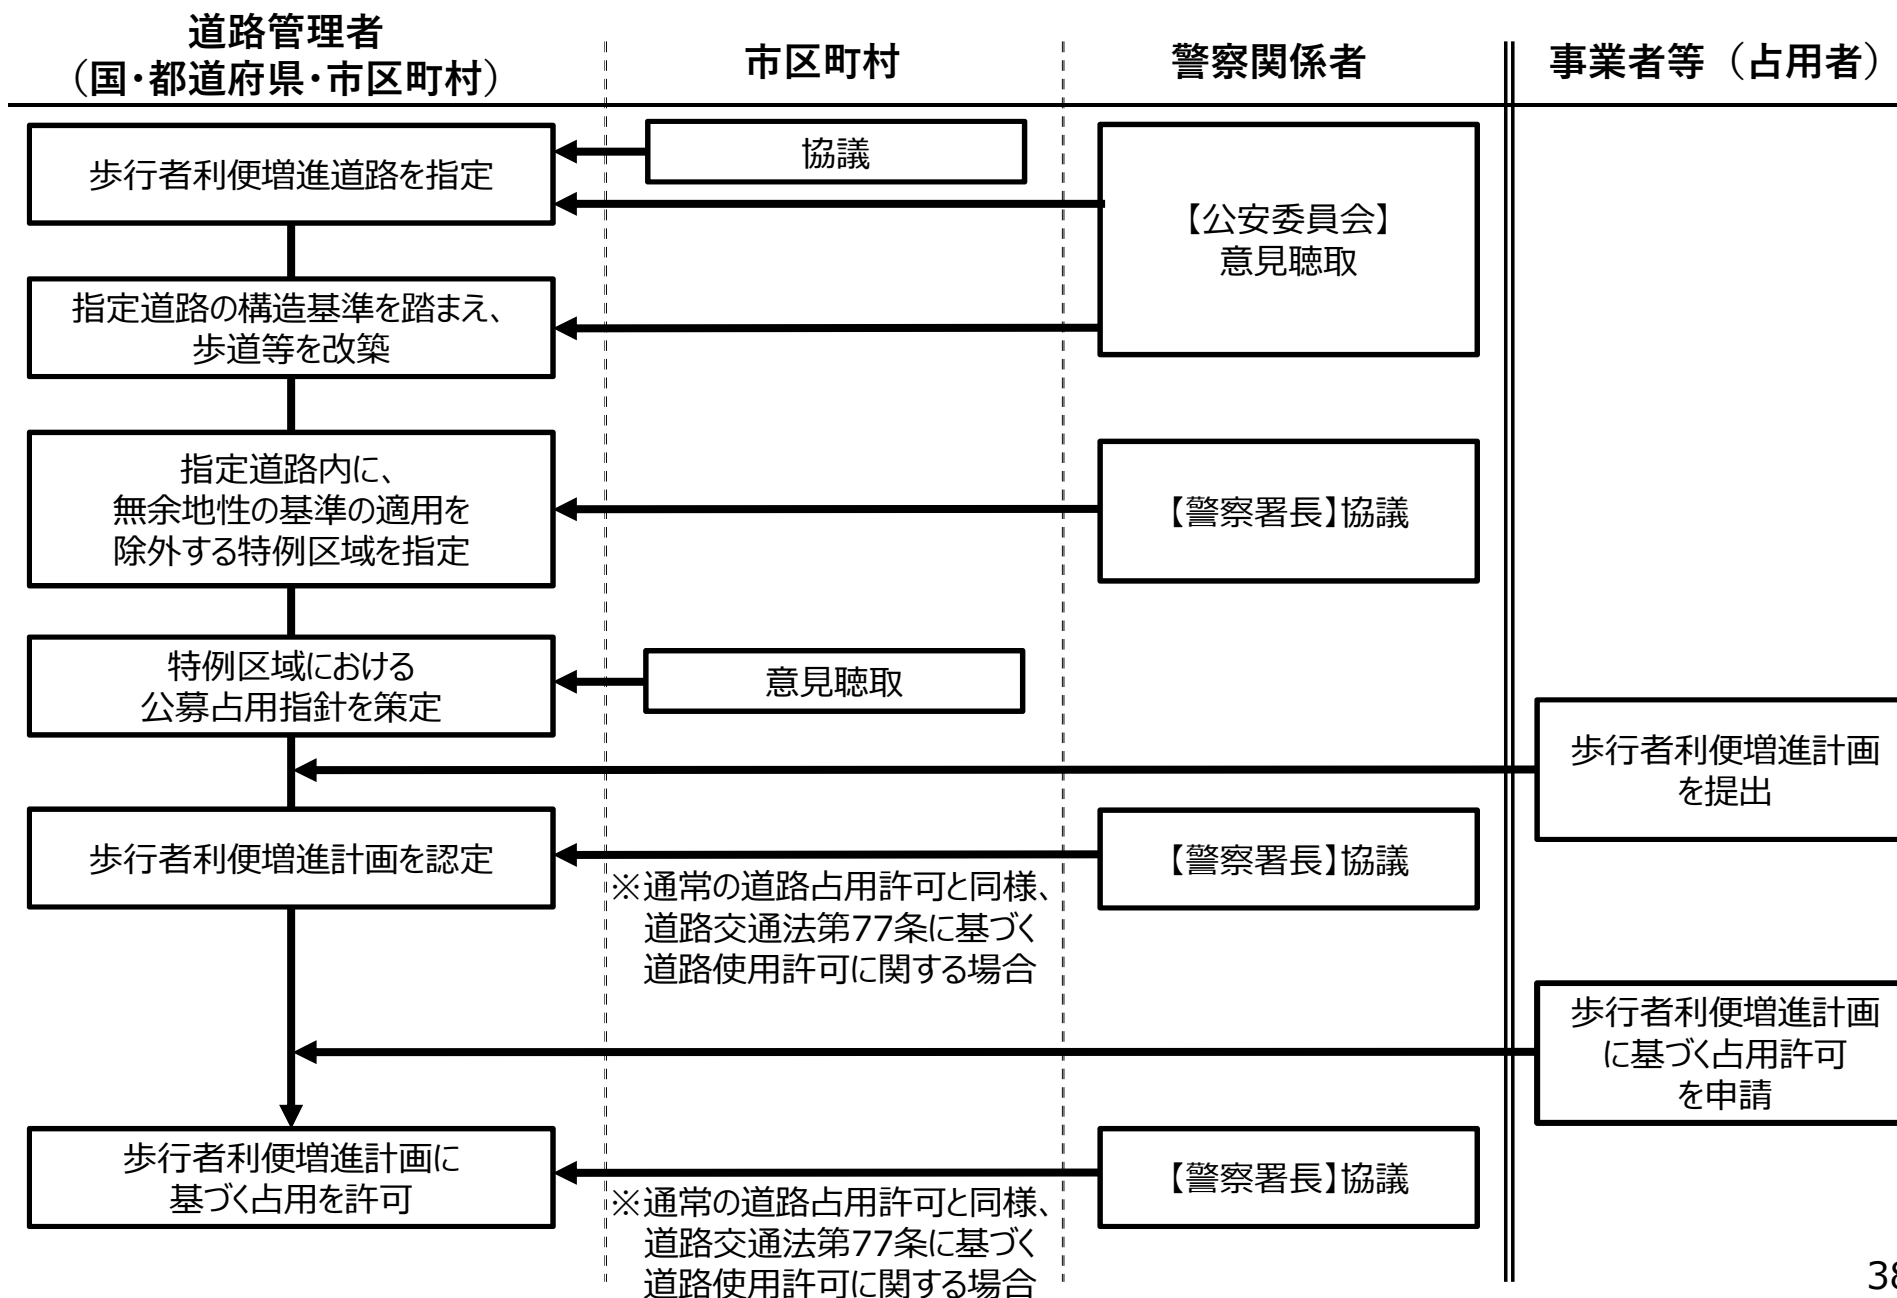 道路管理者
（国・都道府県・市区町村）
市区町村
警察関係者
事業者等（占用者）
歩行者利便増進道路を指定
協議
【公安委員会】
意見聴取
指定道路の構造基準を踏まえ、
歩道等を改築
指定道路内に、
無余地性の基準の適用を
除外する特例区域を指定
【警察署長】協議
特例区域における
公募占用指針を策定
意見聴取
歩行者利便増進計画
を提出
歩行者利便増進計画を認定
【警察署長】協議
※通常の道路占用許可と同様、
道路交通法第77条に基づく
道路使用許可に関する場合
歩行者利便増進計画
に基づく占用許可
を申請
歩行者利便増進計画に
基づく占用を許可
【警察署長】協議
※通常の道路占用許可と同様、
道路交通法第77条に基づく
道路使用許可に関する場合
38